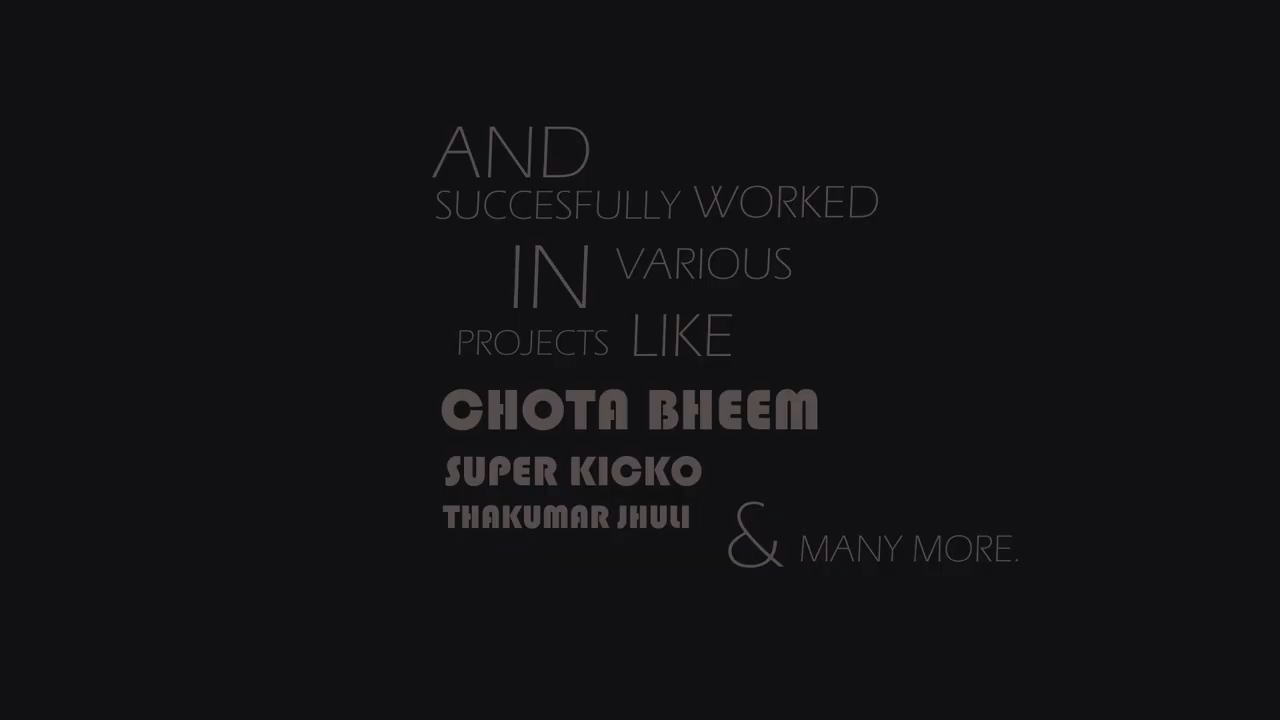 AND
SUCCESFULLY WORKED
IN VARIOUS
PROJECTS LIKE
CHOTA BHEEM
SUPER KICKO
THAKUMAR JHULI
& MANY MORE.